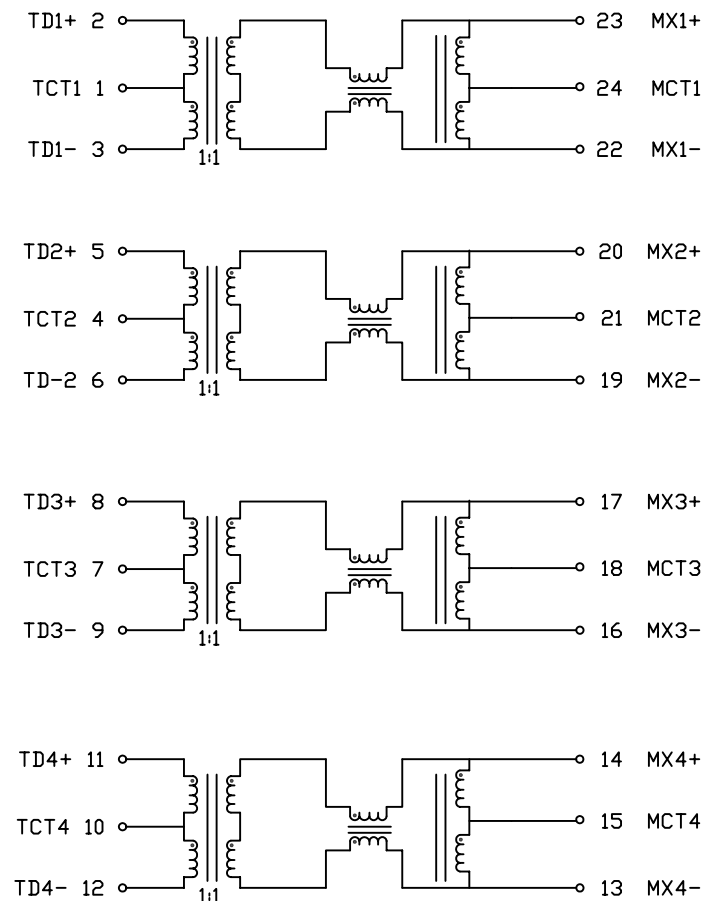 TD1+ 2 23 MX1+
TCT1 1 24 MCT1
TD1- 3 22 MX1-
1:1
TD2+ 5 20 MX2+
TCT2 4 21 MCT2
TD-2 6 19 MX2-
1:1
TD3+ 8 17 MX3+
TCT3 7 18 MCT3
TD3- 9 16 MX3-
1:1
TD4+ 11 14 MX4+
TCT4 10 15 MCT4
TD4- 12 13 MX4-
1:1